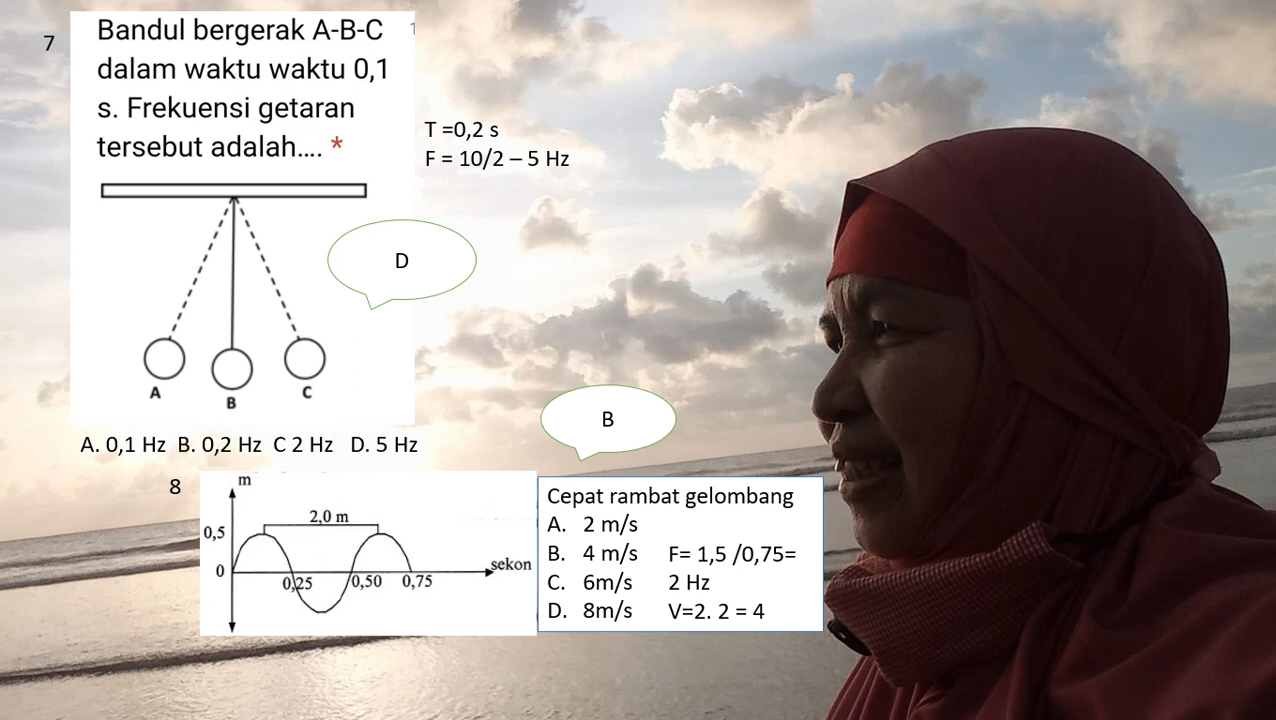 7
Bandul bergerak A-B-C
dalam waktu waktu 0,1
s. Frekuensi getaran
tersebut adalah.... *
1
T =0,2 s
F = 10/2 – 5 Hz
D
A
B
C
A. 0,1 Hz B. 0,2 Hz C 2 Hz D. 5 Hz
B
8
m
2,0 m
0,5
0
0,25
0,50
0,75
sekon
Cepat rambat gelombang
A. 2 m/s
B. 4 m/s F= 1,5 /0,75=
C. 6m/s 2 Hz
D. 8m/s V=2. 2 = 4